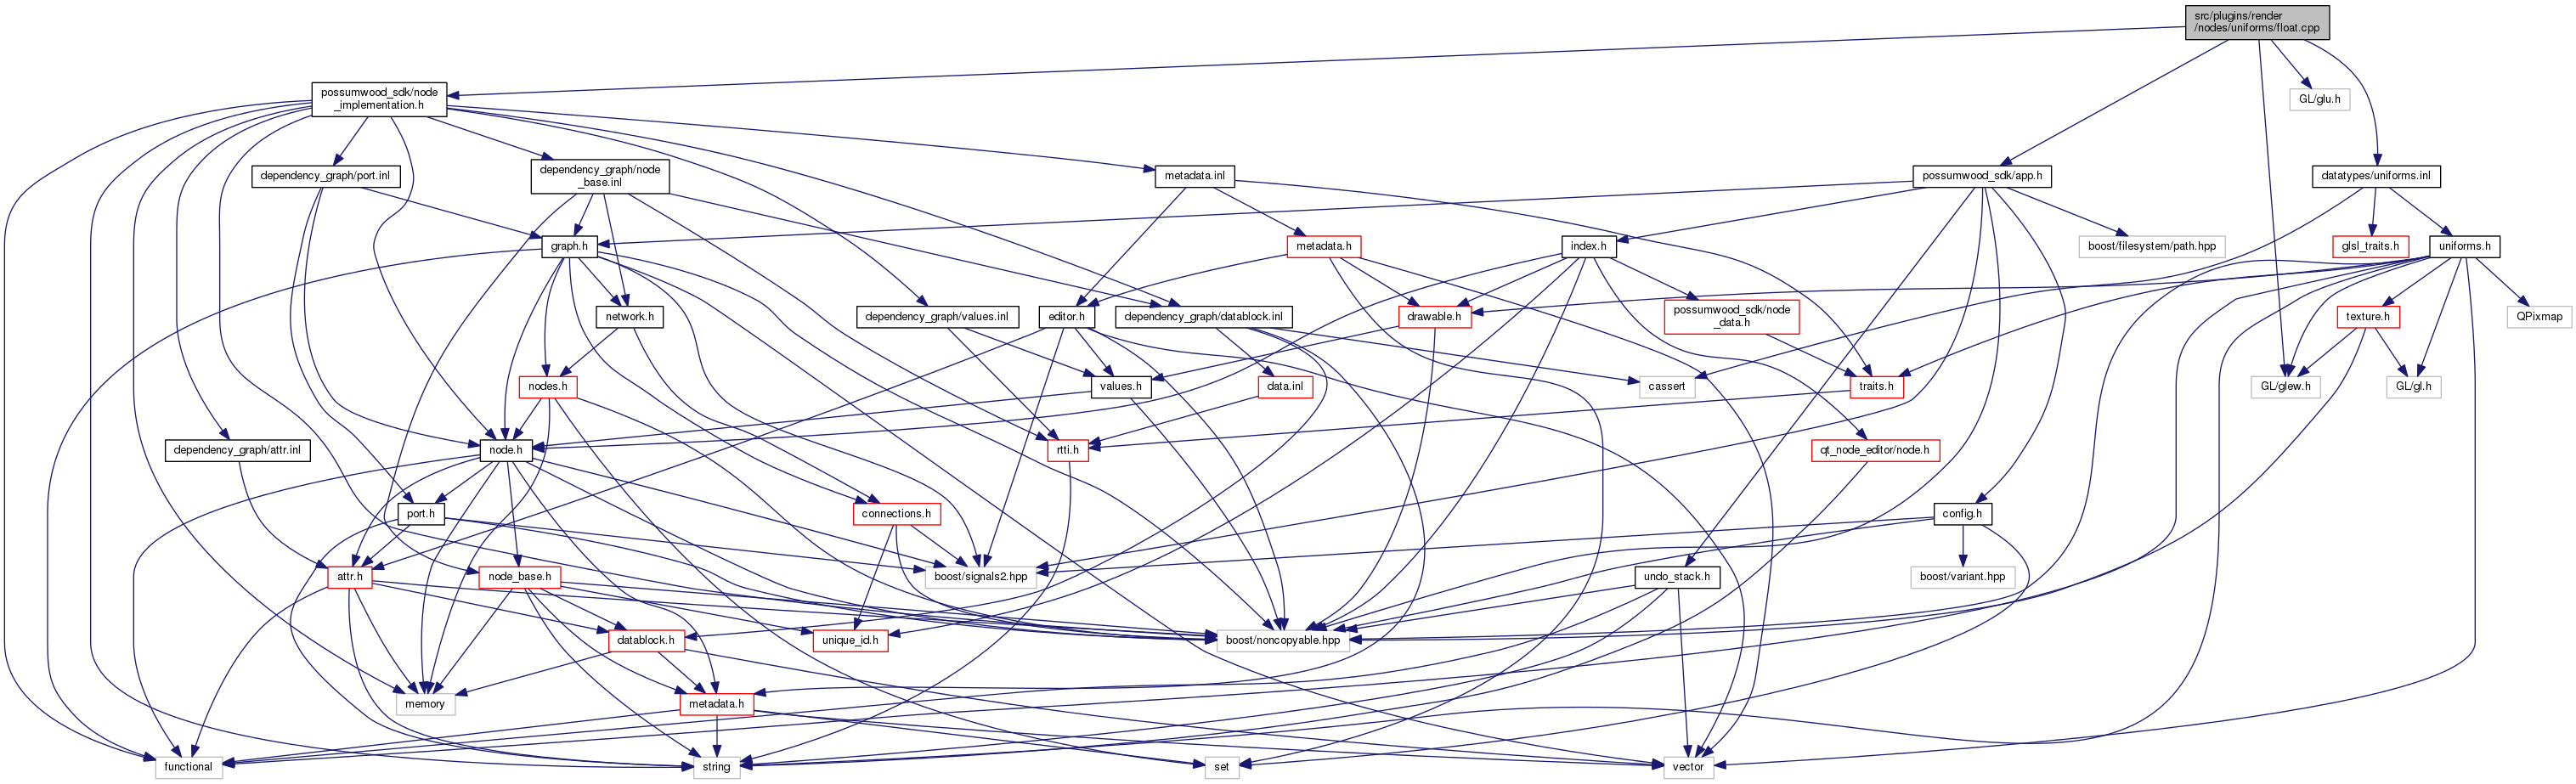 src/plugins/render
/nodes/uniforms/float.cpp
possumwood_sdk/node
_implementation.h
GL/glu.h
dependency_graph/port.inl
dependency_graph/node
_base.inl
metadata.inl
possumwood_sdk/app.h
datatypes/uniforms.inl
graph.h
metadata.h
index.h
boost/filesystem/path.hpp
glsl_traits.h
uniforms.h
network.h
dependency_graph/values.inl
editor.h
dependency_graph/datablock.inl
drawable.h
possumwood_sdk/node
_data.h
texture.h
QPixmap
nodes.h
values.h
data.inl
cassert
traits.h
GL/glew.h
GL/gl.h
dependency_graph/attr.inl
node.h
rtti.h
qt_node_editor/node.h
port.h
connections.h
config.h
attr.h
node_base.h
boost/signals2.hpp
undo_stack.h
boost/variant.hpp
datablock.h
unique_id.h
boost/noncopyable.hpp
memory
metadata.h
functional
string
set
vector